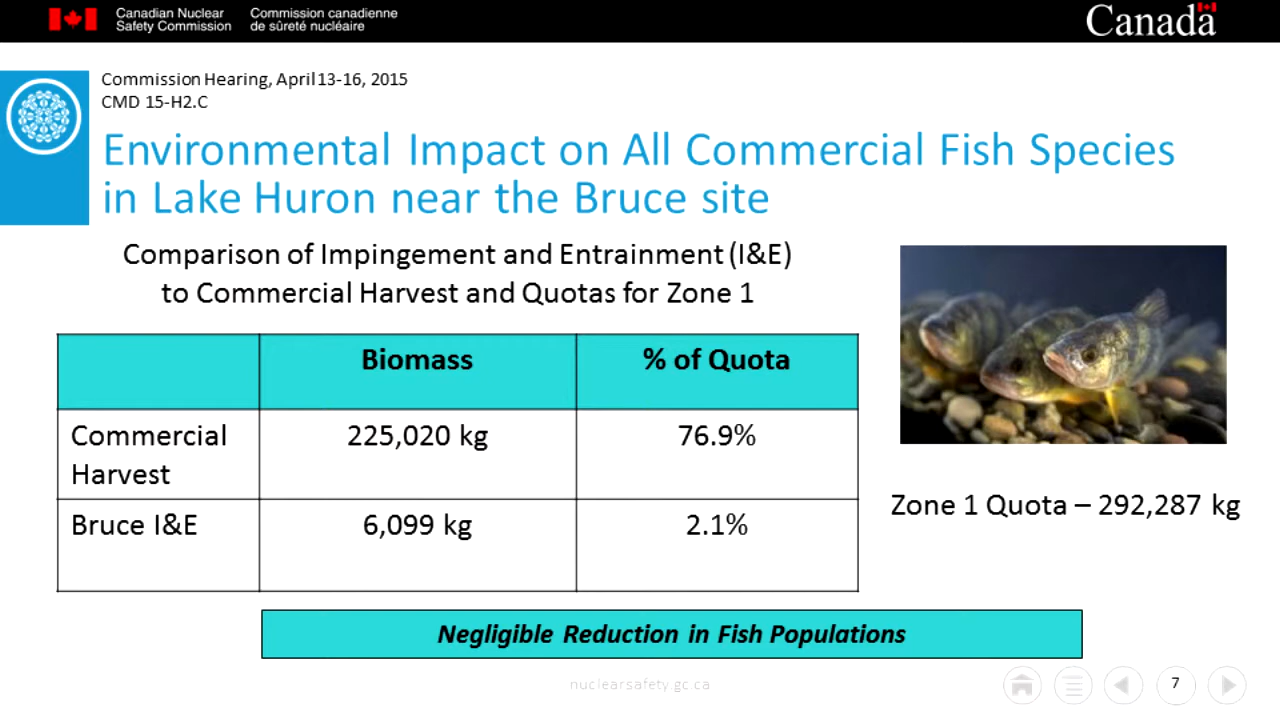 Canadian Nuclear Safety Commission
Commission canadienne de sûreté nucléaire
Canada
Commission Hearing, April 13-16, 2015
CMD 15-H2.C
Environmental Impact on All Commercial Fish Species
in Lake Huron near the Bruce site
Comparison of Impingement and Entrainment (I&E)
to Commercial Harvest and Quotas for Zone 1
Biomass % of Quota
Commercial Harvest 225,020 kg 76.9%
Bruce I&E 6,099 kg 2.1%
Zone 1 Quota – 292,287 kg
Negligible Reduction in Fish Populations
nuclearsafety.gc.ca
7